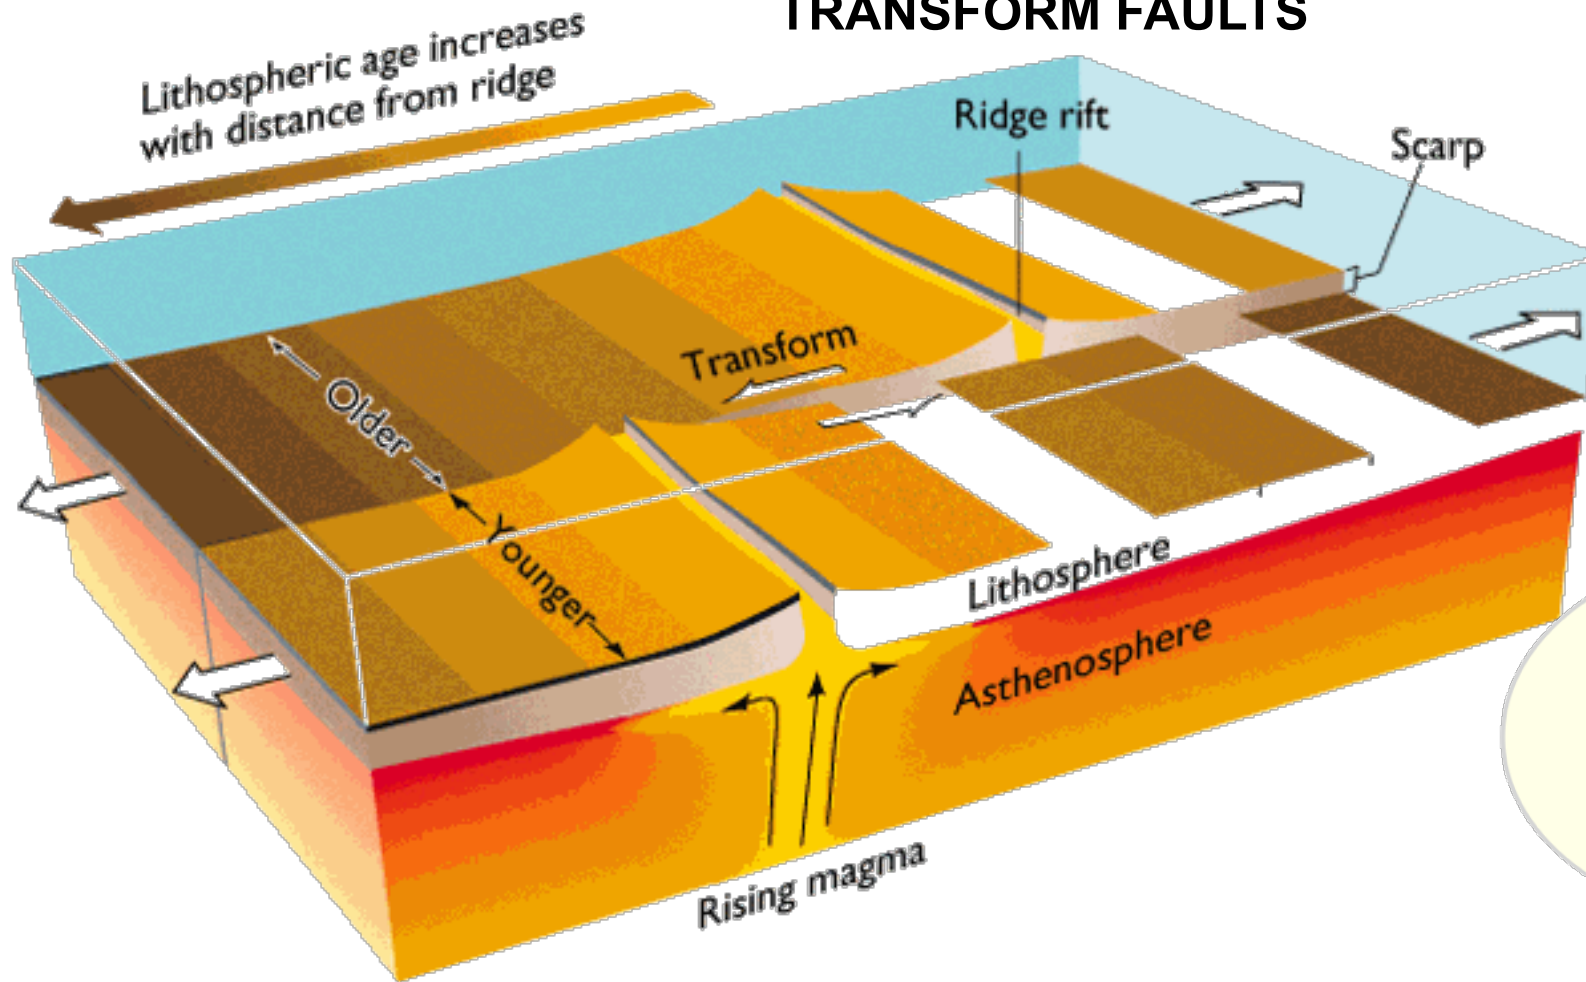 TRANSFORM FAULTS
Lithospheric age increases
with distance from ridge
Ridge rift
Scarp
Transform
Older
Younger
Lithosphere
Asthenosphere
Rising magma